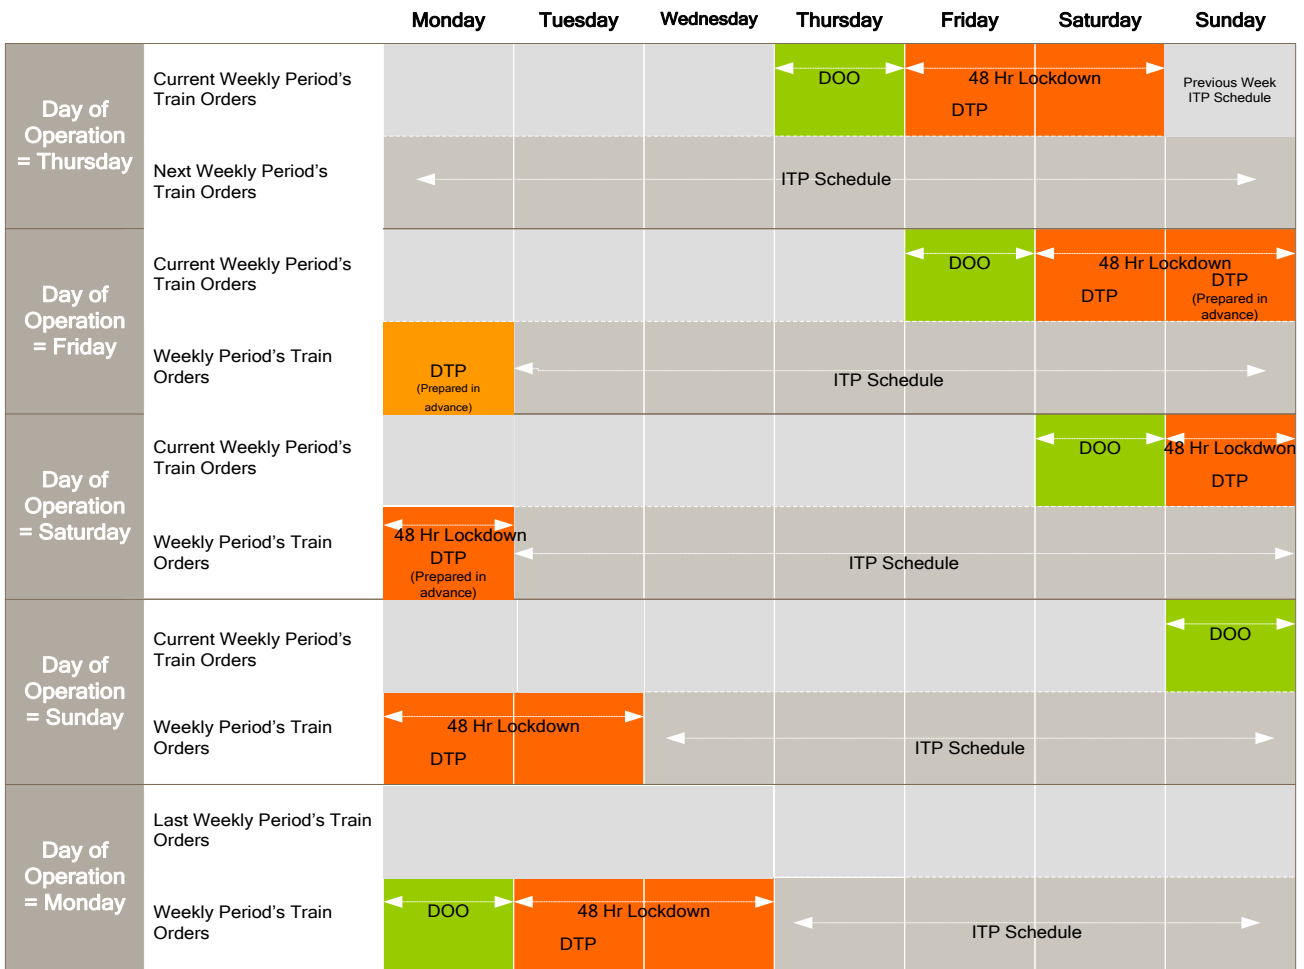 Monday Tuesday Wednesday Thursday Friday Saturday Sunday
Day of
Operation
= Thursday
Current Weekly Period's
Train Orders
DOO
48 Hr Lockdown
DTP
Previous Week
ITP Schedule
Next Weekly Period's
Train Orders
ITP Schedule
Day of
Operation
= Friday
Current Weekly Period's
Train Orders
DOO
48 Hr Lockdown
DTP
DTP
(Prepared in
advance)
Weekly Period's Train
Orders
DTP
(Prepared in
advance)
ITP Schedule
Day of
Operation
= Saturday
Current Weekly Period's
Train Orders
DOO
48 Hr Lockdwon
DTP
Weekly Period's Train
Orders
48 Hr Lockdown
DTP
(Prepared in
advance)
ITP Schedule
Day of
Operation
= Sunday
Current Weekly Period's
Train Orders
DOO
Weekly Period's Train
Orders
48 Hr Lockdown
DTP
ITP Schedule
Day of
Operation
= Monday
Last Weekly Period's Train
Orders
Weekly Period's Train
Orders
DOO
48 Hr Lockdown
DTP
ITP Schedule